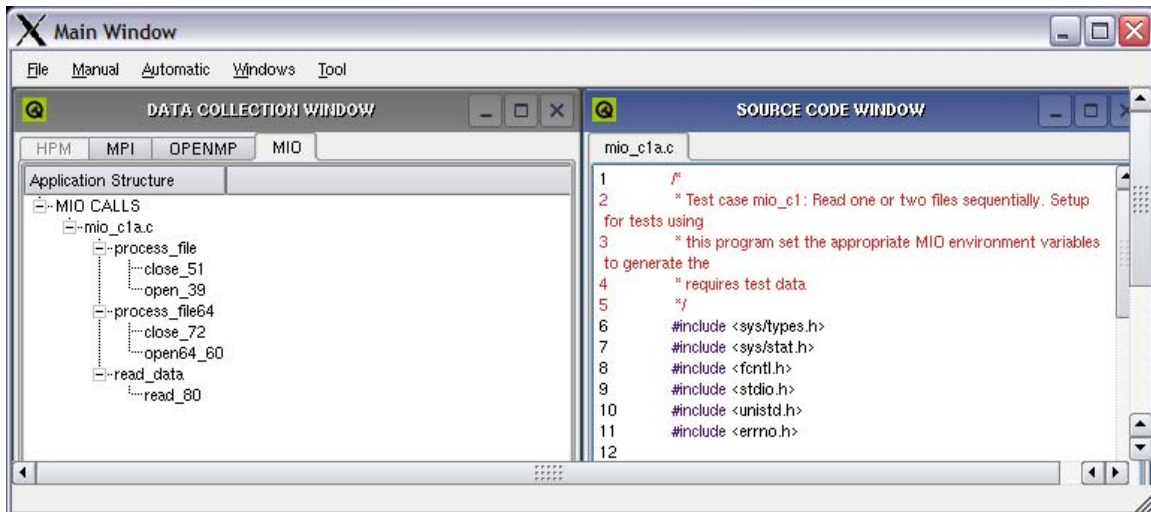 Main Window
File Manual Automatic Windows Tool
DATA COLLECTION WINDOW
HPM MPI OPENMP MIO
Application Structure
MIO CALLS
mio_c1a.c
process_file
close_51
open_39
process_file64
close_72
open64_60
read_data
read_80
SOURCE CODE WINDOW
mio_c1a.c
1 /*
2 * Test case mio_c1: Read one or two files sequentially. Setup
for tests using
3 * this program set the appropriate MIO environment variables
to generate the
4 * requires test data
5 */
6 #include <sys/types.h>
7 #include <sys/stat.h>
8 #include <fcntl.h>
9 #include <stdio.h>
10 #include <unistd.h>
11 #include <errno.h>
12